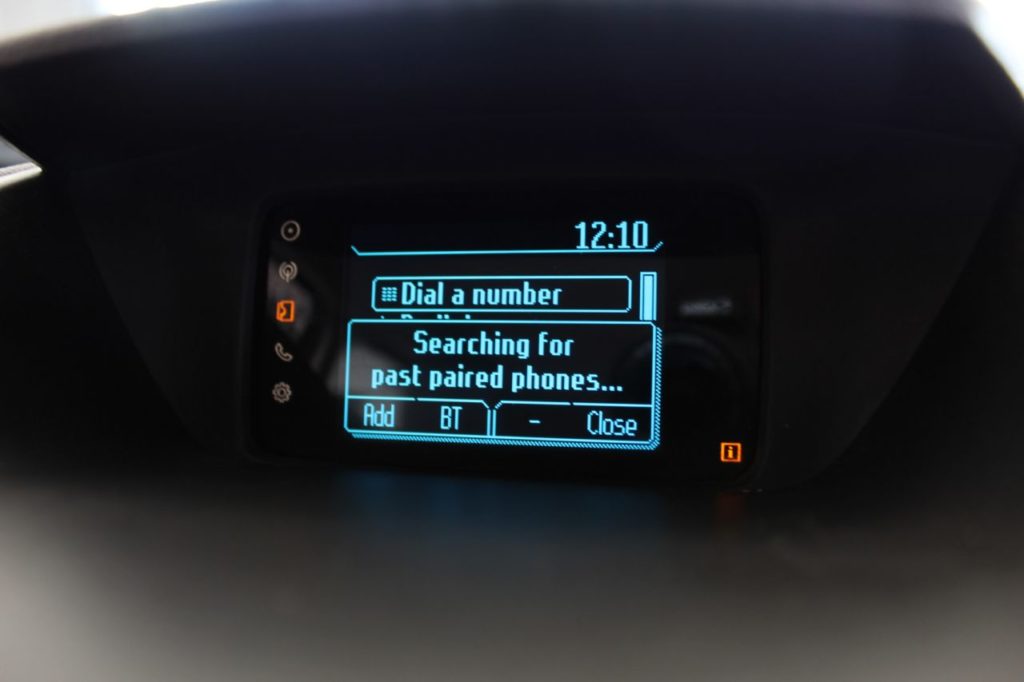 12:10
Dial a number
Searching for
past paired phones...
Add BT - Close
i